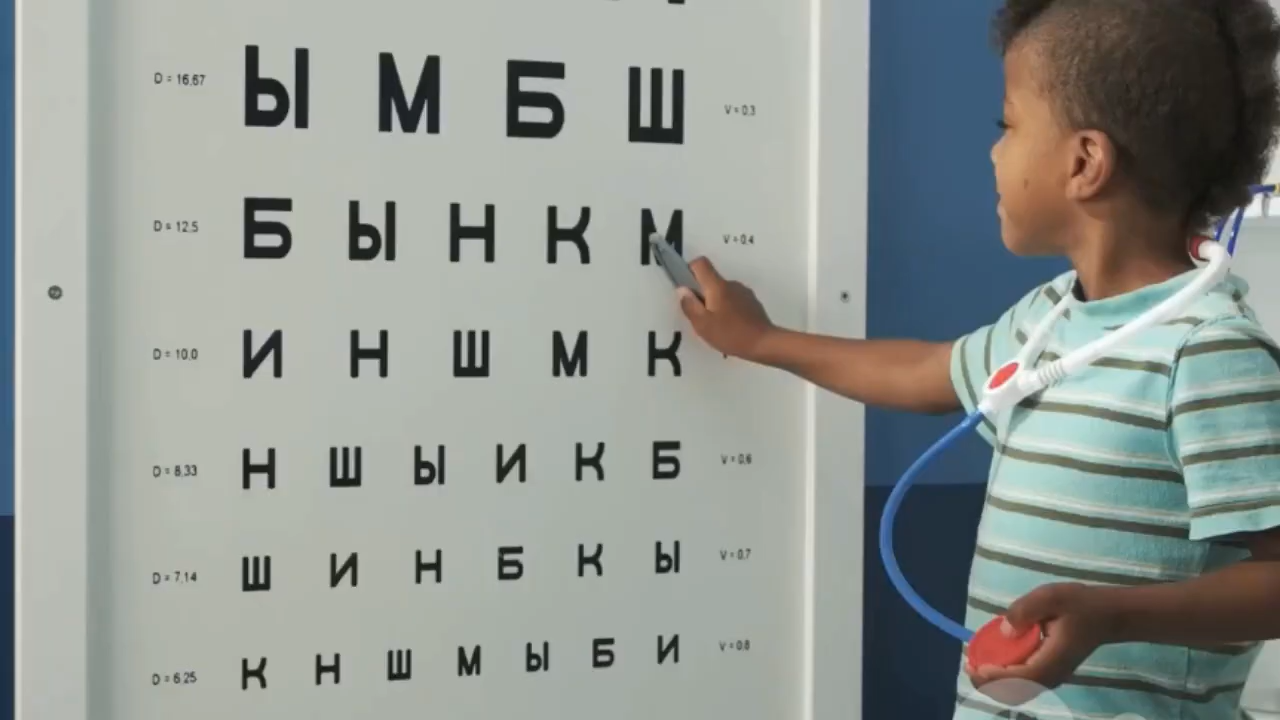 D = 16,67 Ы М Б Ш V = 0,3
D = 12,5 Б Ы Н К М V = 0,4
D = 10,0 И Н Ш М К
D = 8,33 Н Ш Ы И К Б V = 0,6
D = 7,14 Ш И Н Б К Ы V = 0,7
D = 6,25 К Н Ш М Ы Б И V = 0,8